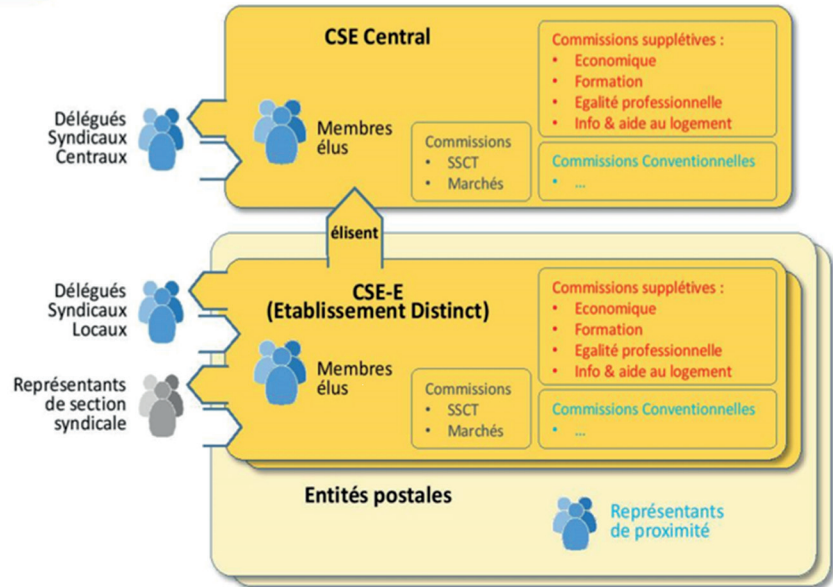 CSE Central
Délégués
Syndicaux
Centraux
Membres
élus
Commissions
• SSCT
• Marchés
Commissions supplétives :
• Economique
• Formation
• Egalité professionnelle
• Info & aide au logement
Commissions Conventionnelles
• ...
élisent
CSE-E
(Etablissement Distinct)
Délégués
Syndicaux
Locaux
Représentants
de section
syndicale
Membres
élus
Commissions
• SSCT
• Marchés
Commissions supplétives :
• Economique
• Formation
• Egalité professionnelle
• Info & aide au logement
Commissions Conventionnelles
• ...
Entités postales
Représentants
de proximité